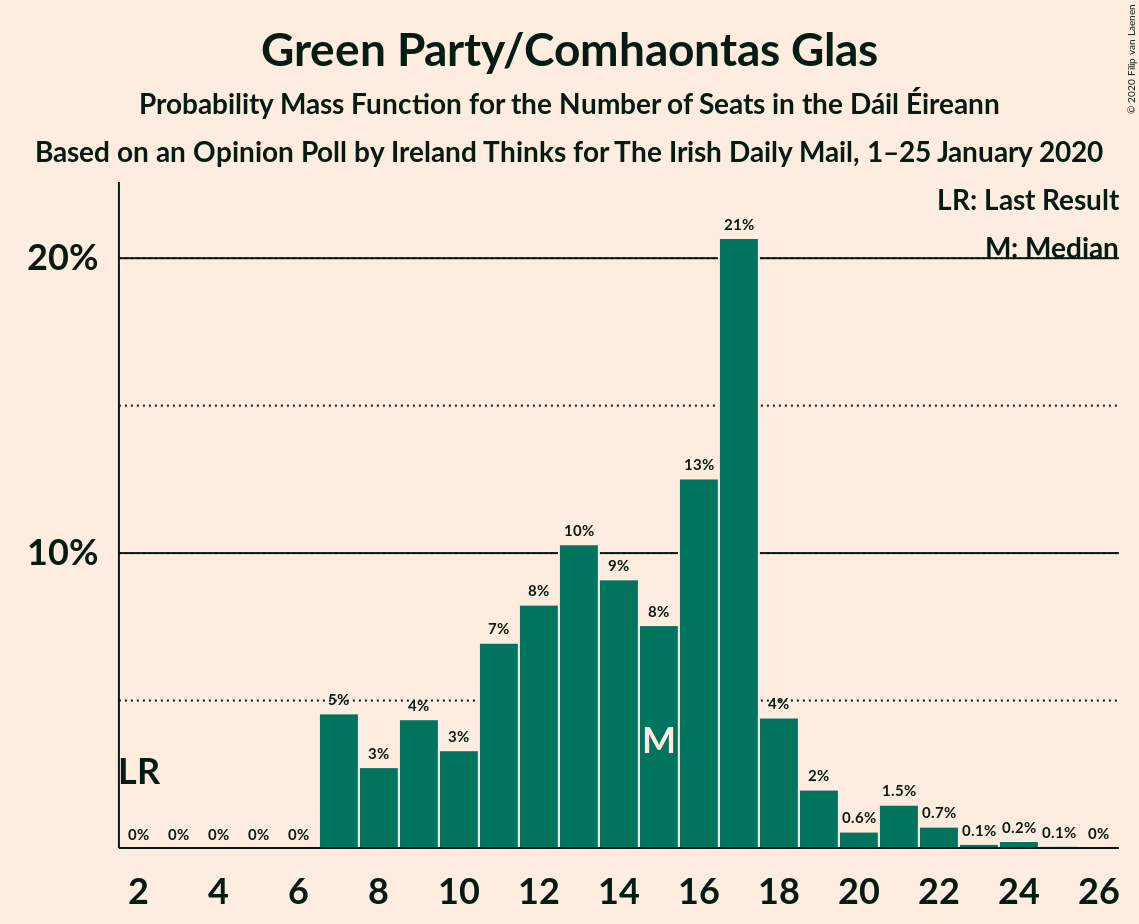 Green Party/Comhaontas Glas
Probability Mass Function for the Number of Seats in the Dáil Éireann
Based on an Opinion Poll by Ireland Thinks for The Irish Daily Mail, 1–25 January 2020
© 2020 Filip van Laenen
LR: Last Result
M: Median
21%
20%
13%
10%
10%
9%
8%
8%
7%
5%
4%
4%
3%
3%
M
LR
2%
1.5%
0.6%
0.7%
0% 0% 0% 0% 0%
0.1% 0.2% 0.1% 0%
2 4 6 8 10 12 14 16 18 20 22 24 26